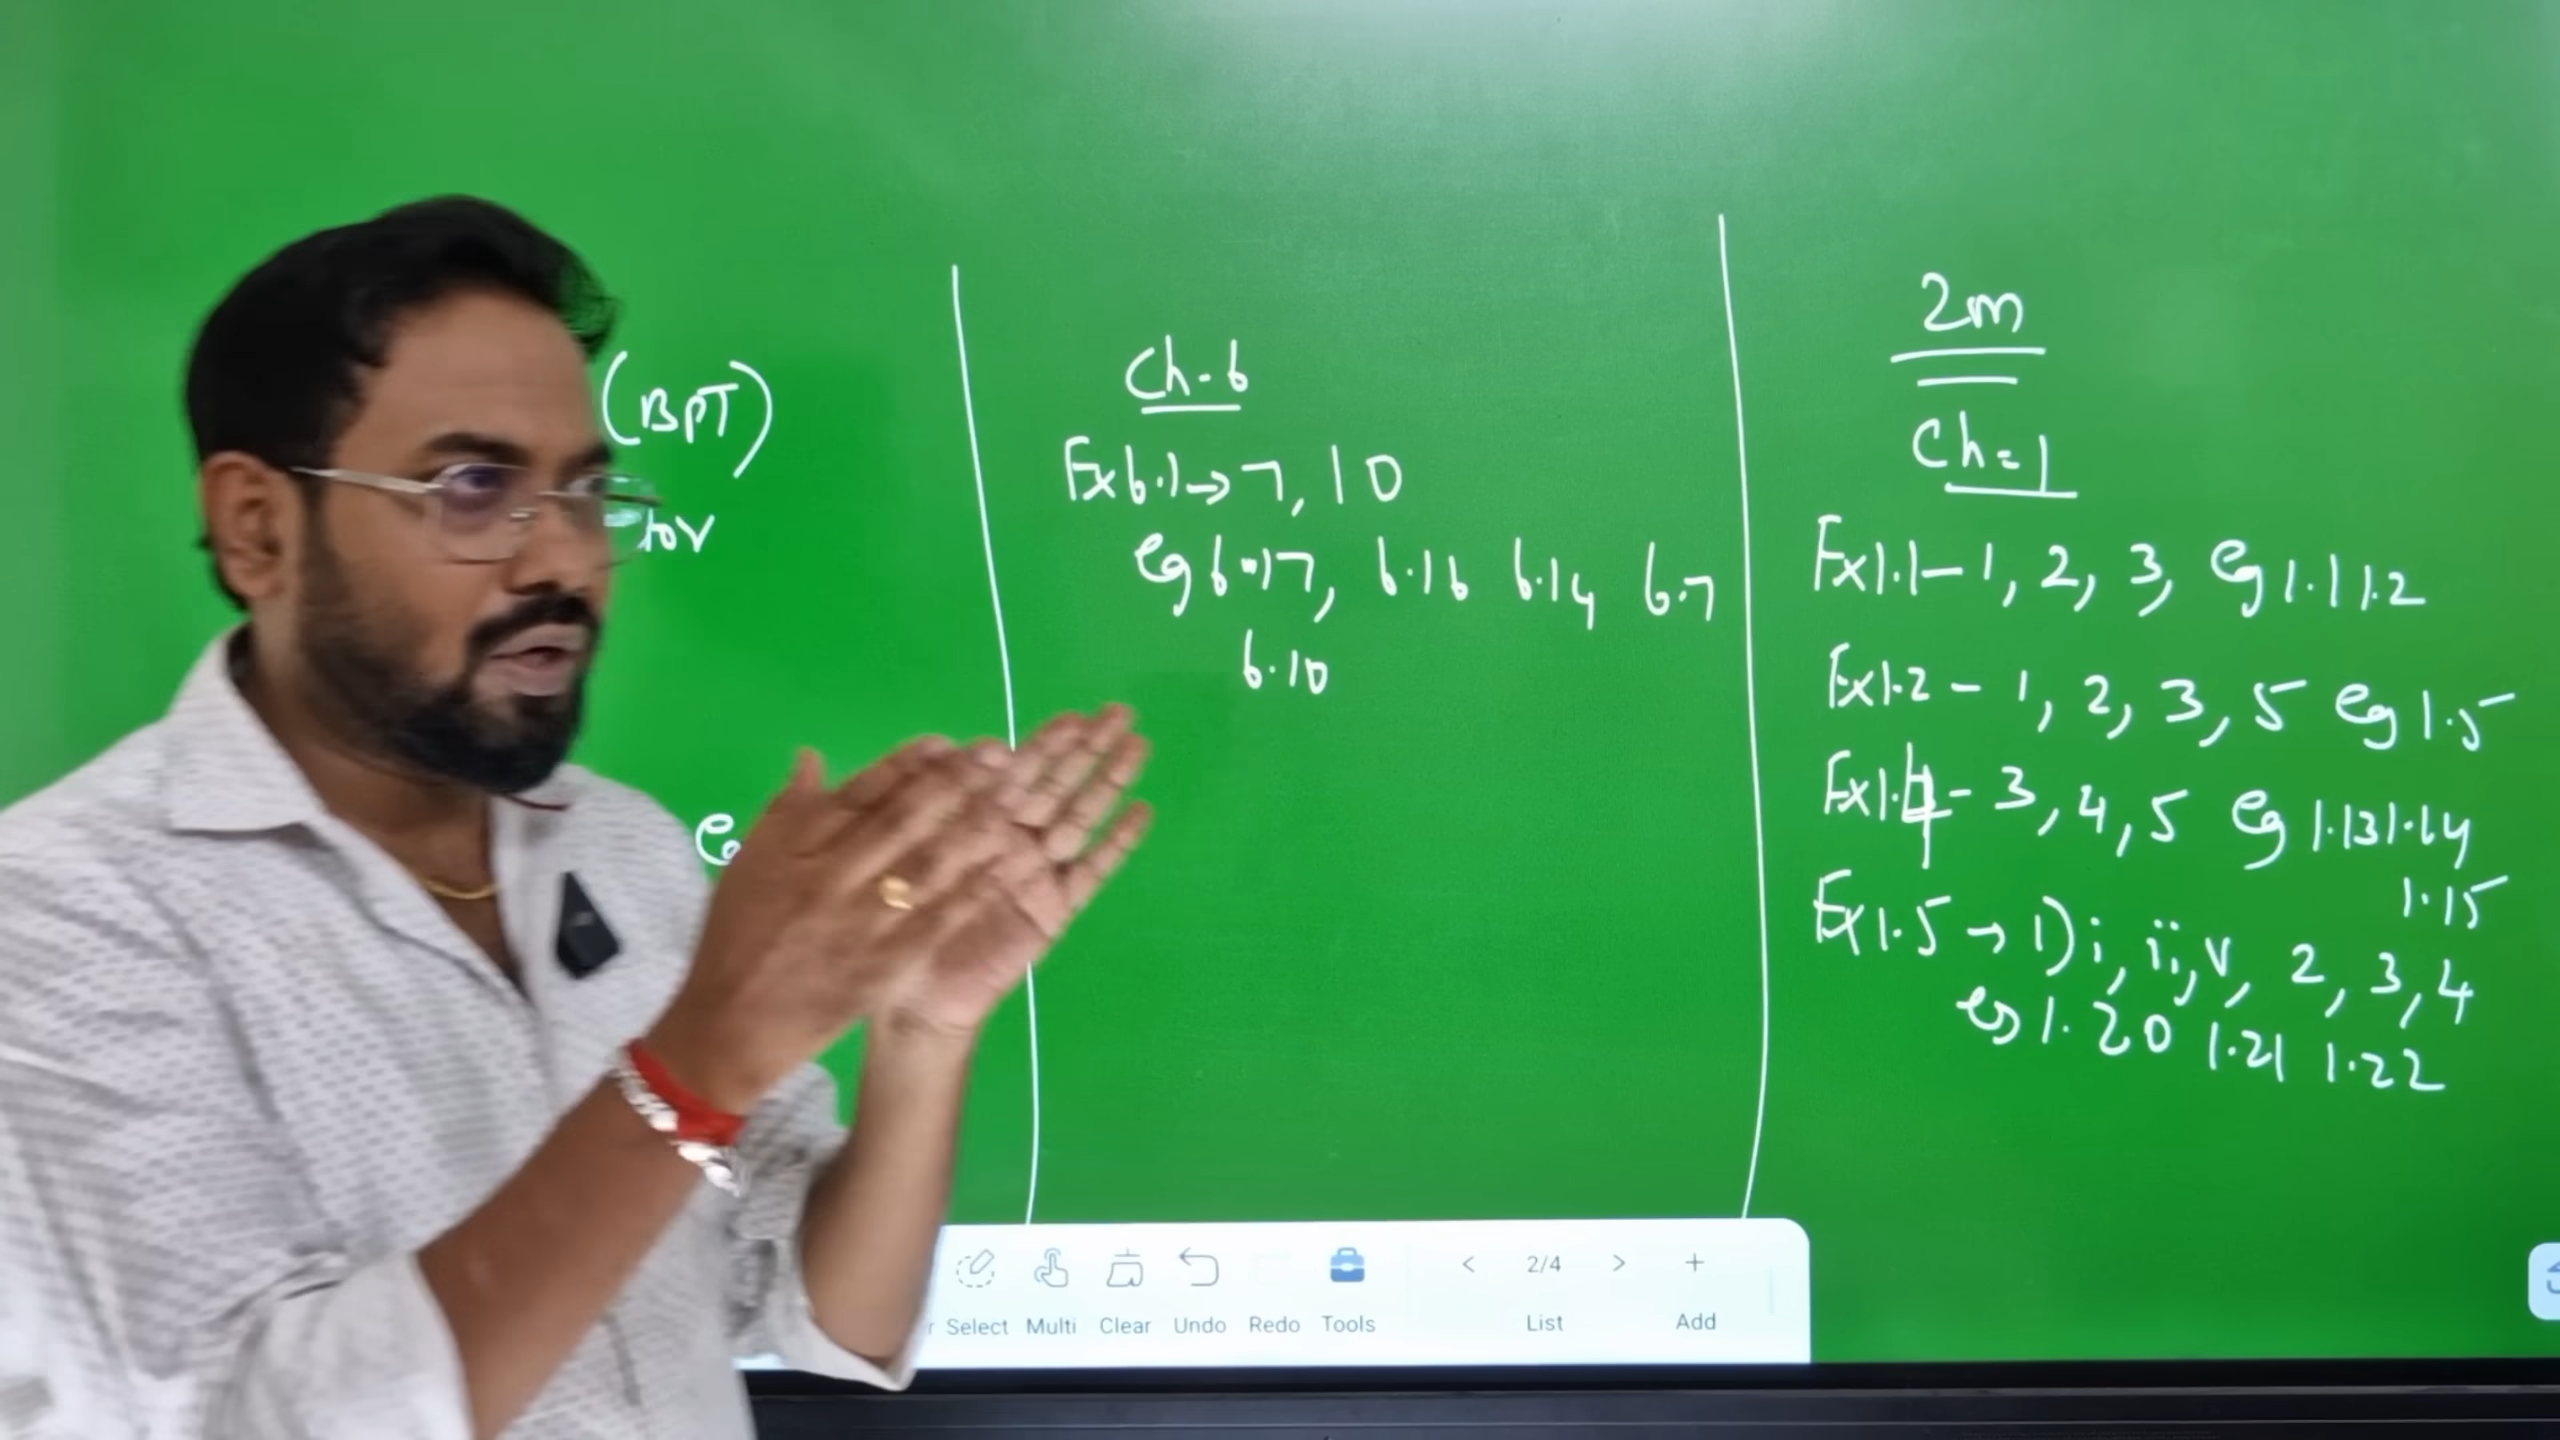 (BPT)
Ch-6
Ex6.1→7, 10
eg 6.17, 6.16 6.14 6.7
6.10
2m
Ch=1
Ex1.1-1, 2, 3, eg 1.1 1.2
Ex1.2-1, 2, 3, 5 eg 1.5
Ex1.4-3, 4, 5 eg 1.13 1.14
1.15
Ex1.5→1) i, ii, v, 2, 3, 4
eg 1.20 1.21 1.22
Select Multi Clear Undo Redo Tools < 2/4 > List + Add